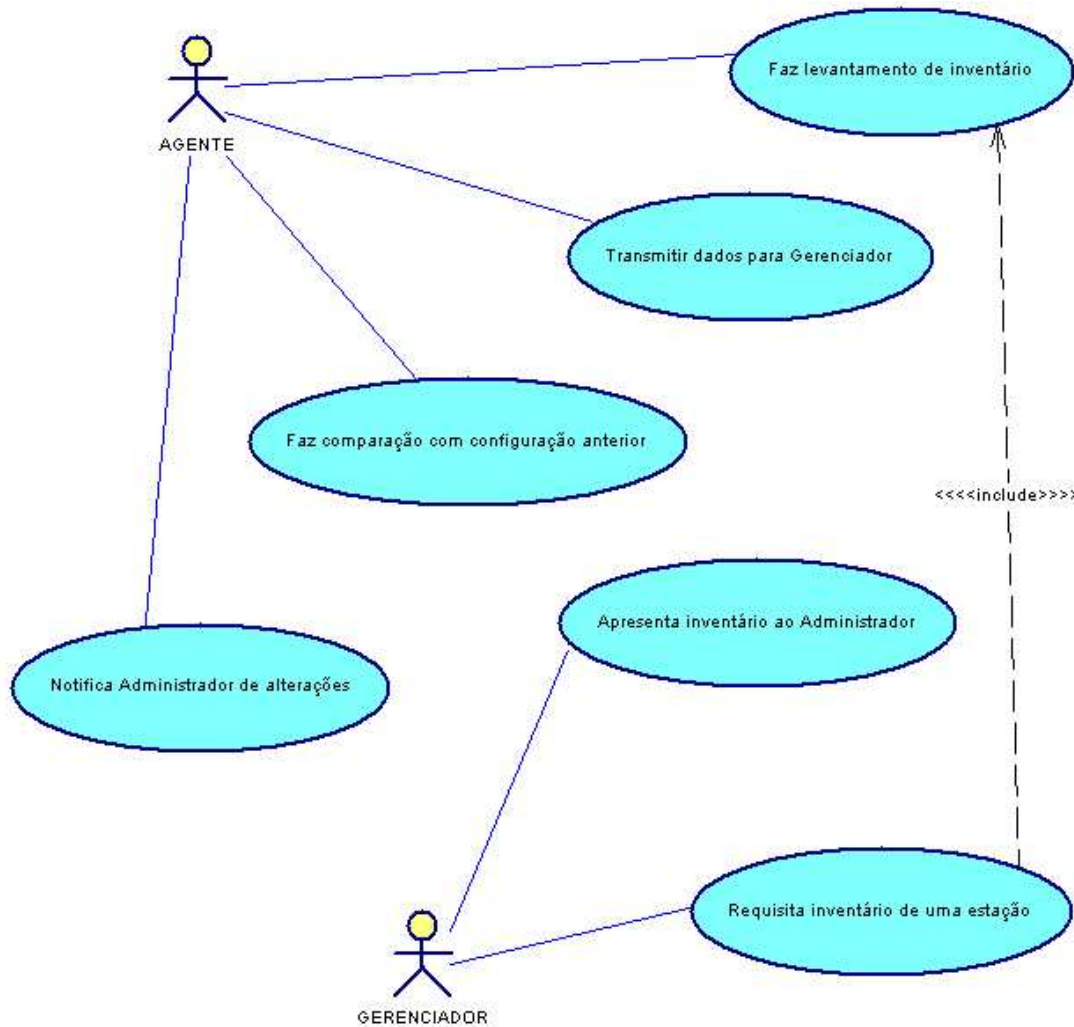 Faz levantamento de inventário
AGENTE
Transmitir dados para Gerenciador
Faz comparação com configuração anterior
<<<<include>>>>
Apresenta inventário ao Administrador
Notifica Administrador de alterações
Requisita inventário de uma estação
GERENCIADOR